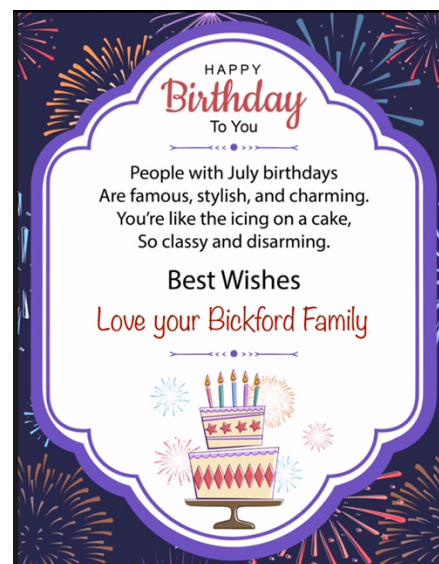 HAPPY
Birthday
To You
People with July birthdays
Are famous, stylish, and charming.
You're like the icing on a cake,
So classy and disarming.
Best Wishes
Love your Bickford Family